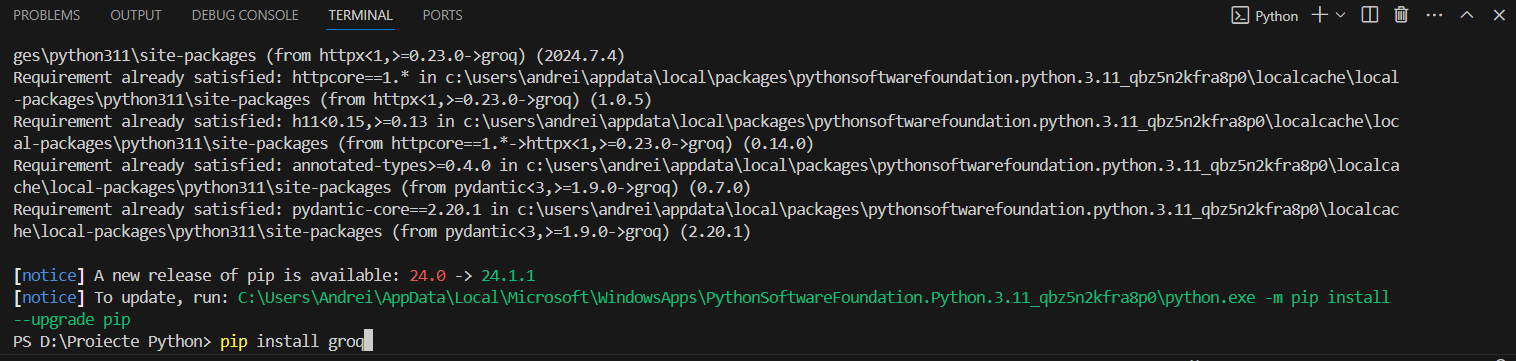 PROBLEMS OUTPUT DEBUG CONSOLE TERMINAL PORTS Python
ges\python311\site-packages (from httpx<1,>=0.23.0->groq) (2024.7.4)
Requirement already satisfied: httpcore==1.* in c:\users\andrei\appdata\local\packages\pythonsoftwarefoundation.python.3.11_qbz5n2kfra8p0\localcache\local
-packages\python311\site-packages (from httpx<1,>=0.23.0->groq) (1.0.5)
Requirement already satisfied: h11<0.15,>=0.13 in c:\users\andrei\appdata\local\packages\pythonsoftwarefoundation.python.3.11_qbz5n2kfra8p0\localcache\loc
al-packages\python311\site-packages (from httpcore==1.*->httpx<1,>=0.23.0->groq) (0.14.0)
Requirement already satisfied: annotated-types>=0.4.0 in c:\users\andrei\appdata\local\packages\pythonsoftwarefoundation.python.3.11_qbz5n2kfra8p0\localca
che\local-packages\python311\site-packages (from pydantic<3,>=1.9.0->groq) (0.7.0)
Requirement already satisfied: pydantic-core==2.20.1 in c:\users\andrei\appdata\local\packages\pythonsoftwarefoundation.python.3.11_qbz5n2kfra8p0\localcac
he\local-packages\python311\site-packages (from pydantic<3,>=1.9.0->groq) (2.20.1)
[notice] A new release of pip is available: 24.0 -> 24.1.1
[notice] To update, run: C:\Users\Andrei\AppData\Local\Microsoft\WindowsApps\PythonSoftwareFoundation.Python.3.11_qbz5n2kfra8p0\python.exe -m pip install
--upgrade pip
PS D:\Proiecte Python> pip install groq